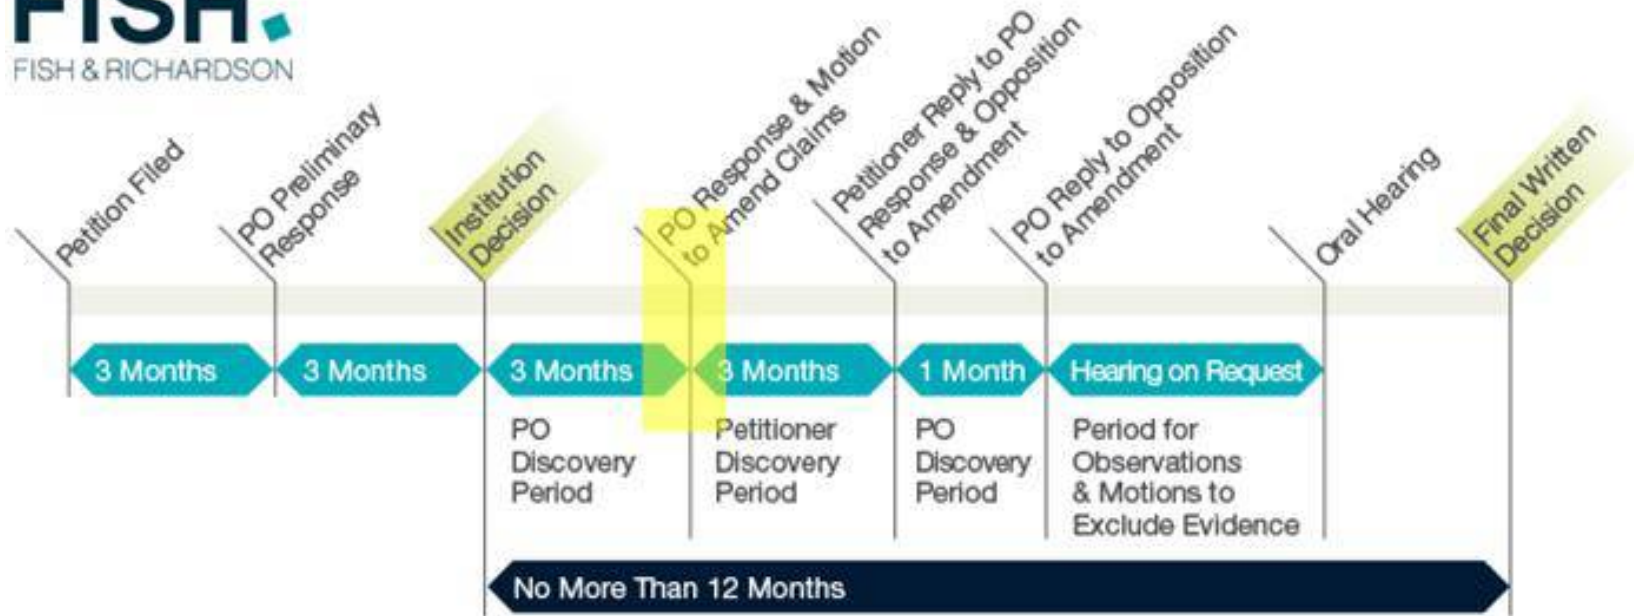 FISH
FISH & RICHARDSON
Petition Filed
PO Preliminary
Response
Institution
Decision
PO Response & Motion
to Amend Claims
Petitioner Reply to PO
Response & Opposition
to Amendment
PO Reply to Opposition
to Amendment
Oral Hearing
Final Written
Decision
3 Months
3 Months
3 Months
3 Months
1 Month
Hearing on Request
PO
Discovery
Period
Petitioner
Discovery
Period
PO
Discovery
Period
Period for
Observations
& Motions to
Exclude Evidence
No More Than 12 Months